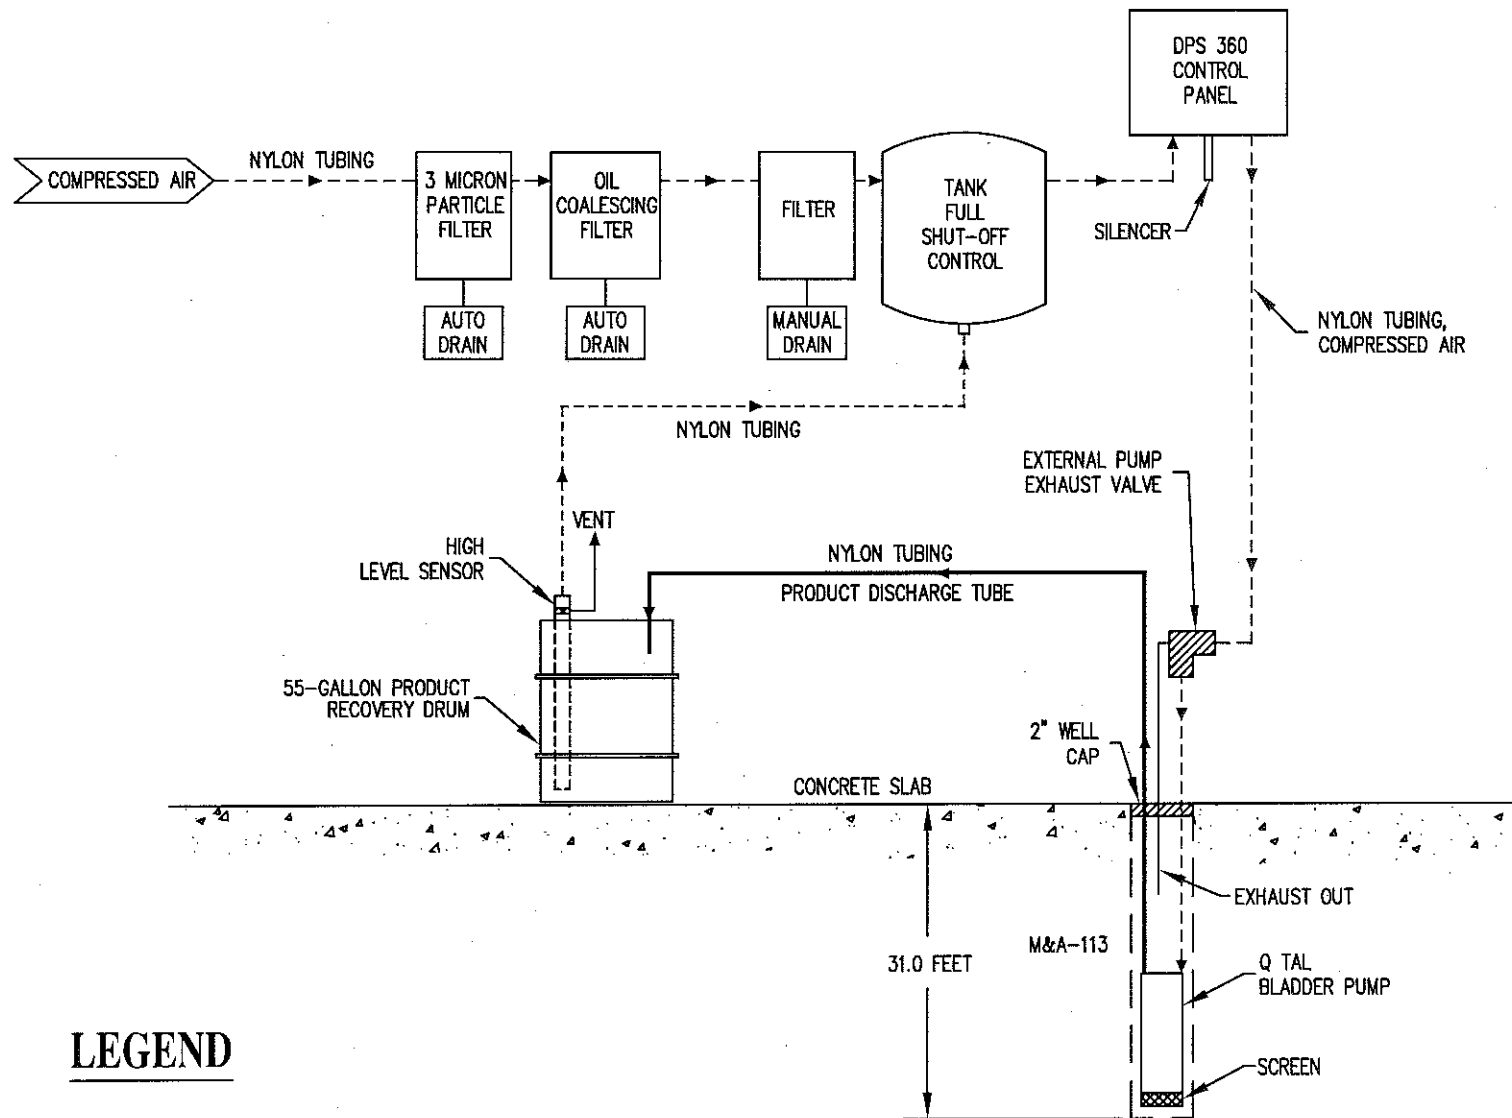 DPS 360
CONTROL
PANEL
COMPRESSED AIR
NYLON TUBING
3 MICRON
PARTICLE
FILTER
OIL
COALESCING
FILTER
FILTER
TANK
FULL
SHUT-OFF
CONTROL
SILENCER
AUTO
DRAIN
AUTO
DRAIN
MANUAL
DRAIN
NYLON TUBING,
COMPRESSED AIR
NYLON TUBING
EXTERNAL PUMP
EXHAUST VALVE
VENT
HIGH
LEVEL SENSOR
NYLON TUBING
PRODUCT DISCHARGE TUBE
55-GALLON PRODUCT
RECOVERY DRUM
2" WELL
CAP
CONCRETE SLAB
EXHAUST OUT
M&A-113
31.0 FEET
Q TAL
BLADDER PUMP
LEGEND
SCREEN